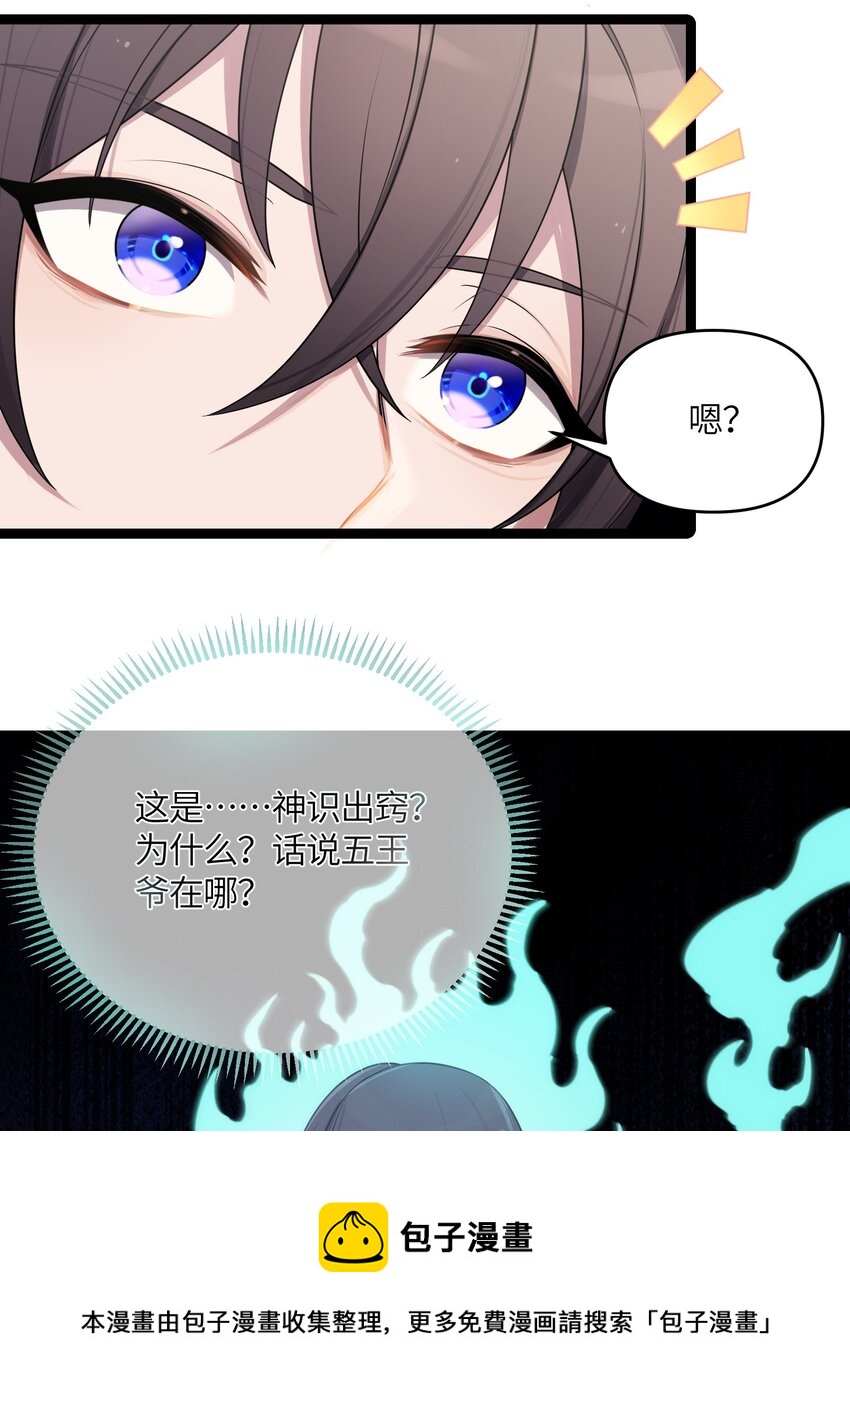 嗯？
这是……神识出窍？
为什么？话说五王
爷在哪？
包子漫畫
本漫畫由包子漫畫收集整理，更多免費漫画請搜索「包子漫畫」